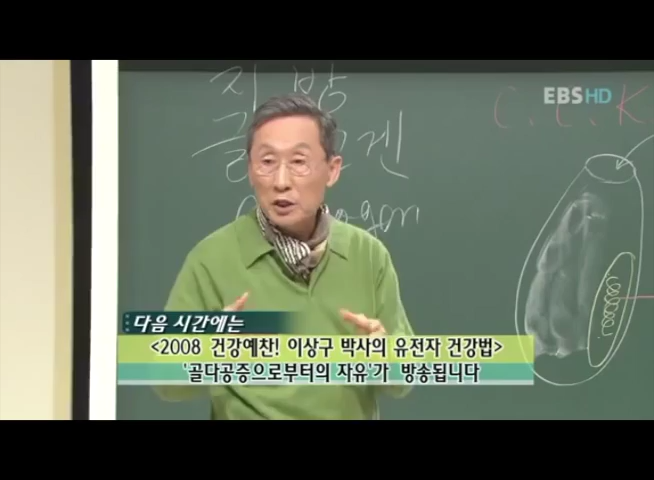 지 방
EBS HD
C. C. K
다음 시간에는
<2008 건강예찬! 이상구 박사의 유전자 건강법>
'골다공증으로부터의 자유'가 방송됩니다